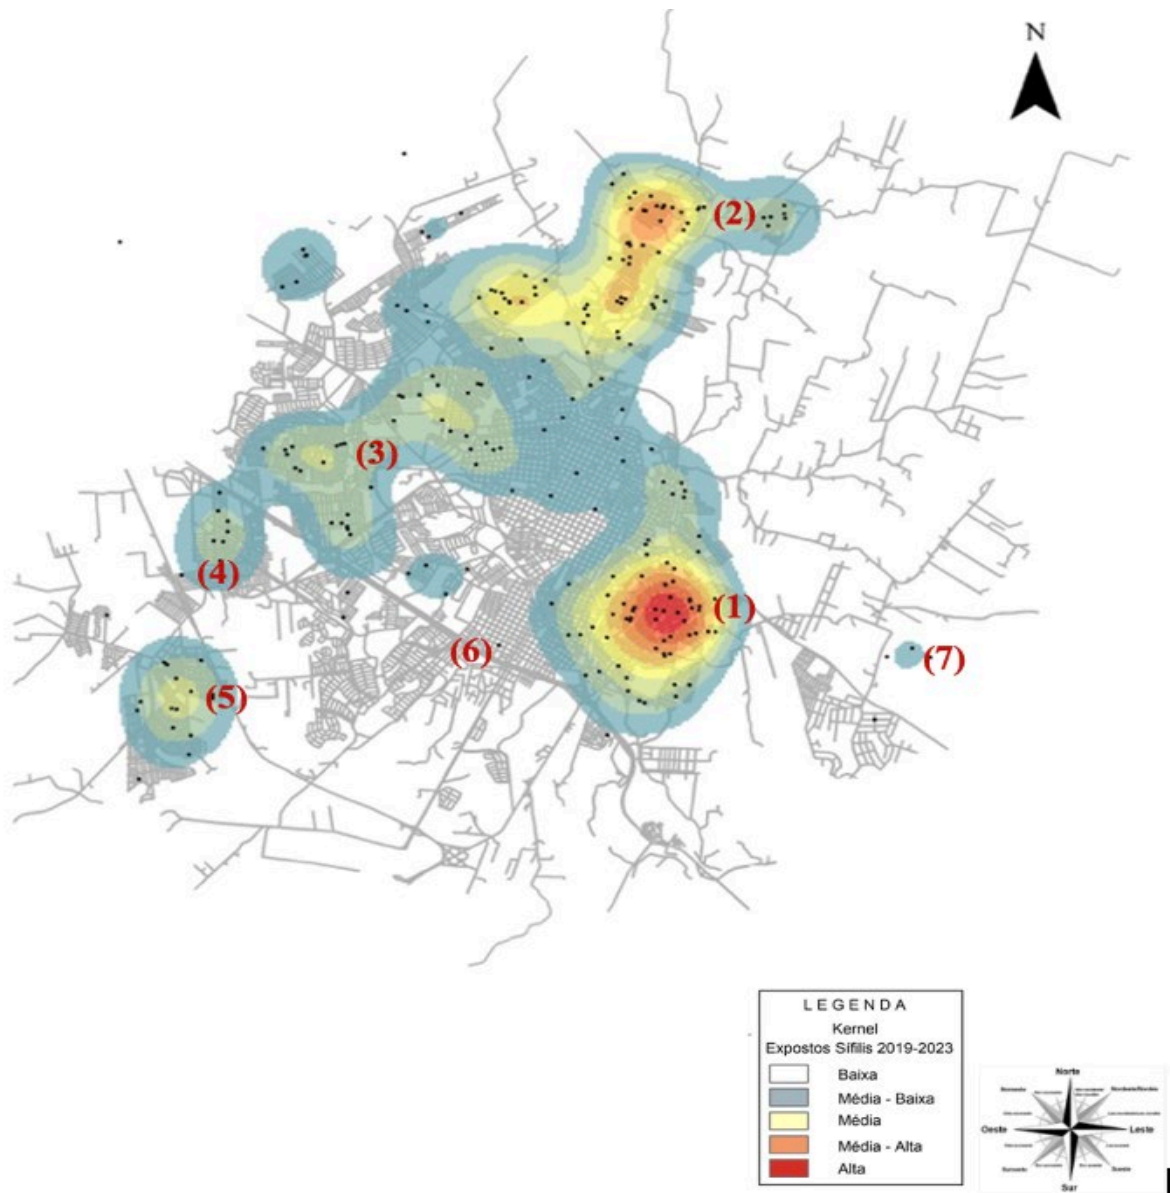 N
(2)
(3)
(4)
(1)
(6)
(7)
(5)
LEGENDA
Kernel
Expostos Sífilis 2019-2023
Baixa
Média - Baixa
Média
Média - Alta
Alta
Norte
Oeste
Leste
Sur